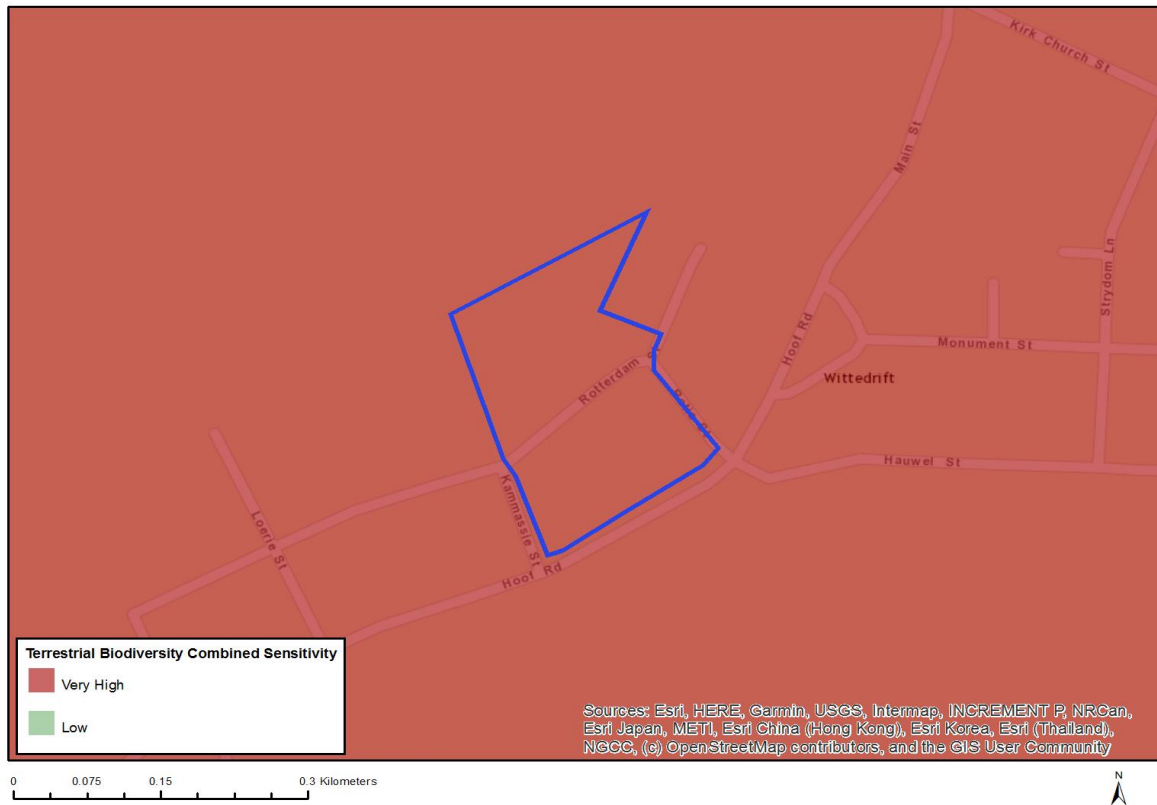 Kirk Church St
Main St
Strydom Ln
Hoof Rd
Monument St
Wittedrift
Rotterdam St
Hauwel St
Kammassie St
Loerie St
Hoof Rd
Terrestrial Biodiversity Combined Sensitivity
Very High
Low
Sources: Esri, HERE, Garmin, USGS, Intermap, INCREMENT P, NRCan,
Esri Japan, METI, Esri China (Hong Kong), Esri Korea, Esri (Thailand),
NGCC, (c) OpenStreetMap contributors, and the GIS User Community
0 0.075 0.15 0.3 Kilometers
N